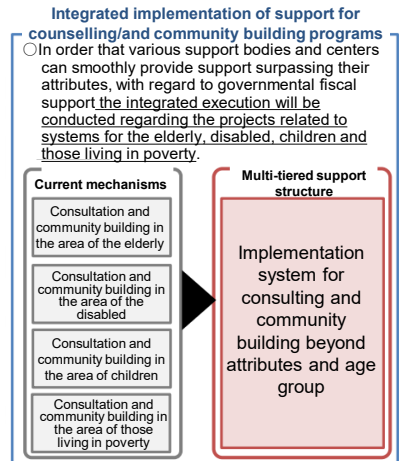 Integrated implementation of support for
counselling/and community building programs
○In order that various support bodies and centers
can smoothly provide support surpassing their
attributes, with regard to governmental fiscal
support the integrated execution will be
conducted regarding the projects related to
systems for the elderly, disabled, children and
those living in poverty.
Current mechanisms
Consultation and
community building in
the area of the elderly
Consultation and
community building in
the area of the
disabled
Consultation and
community building in
the area of children
Consultation and
community building in
the area of those
living in poverty
Multi-tiered support
structure
Implementation
system for
consulting and
community
building beyond
attributes and age
group